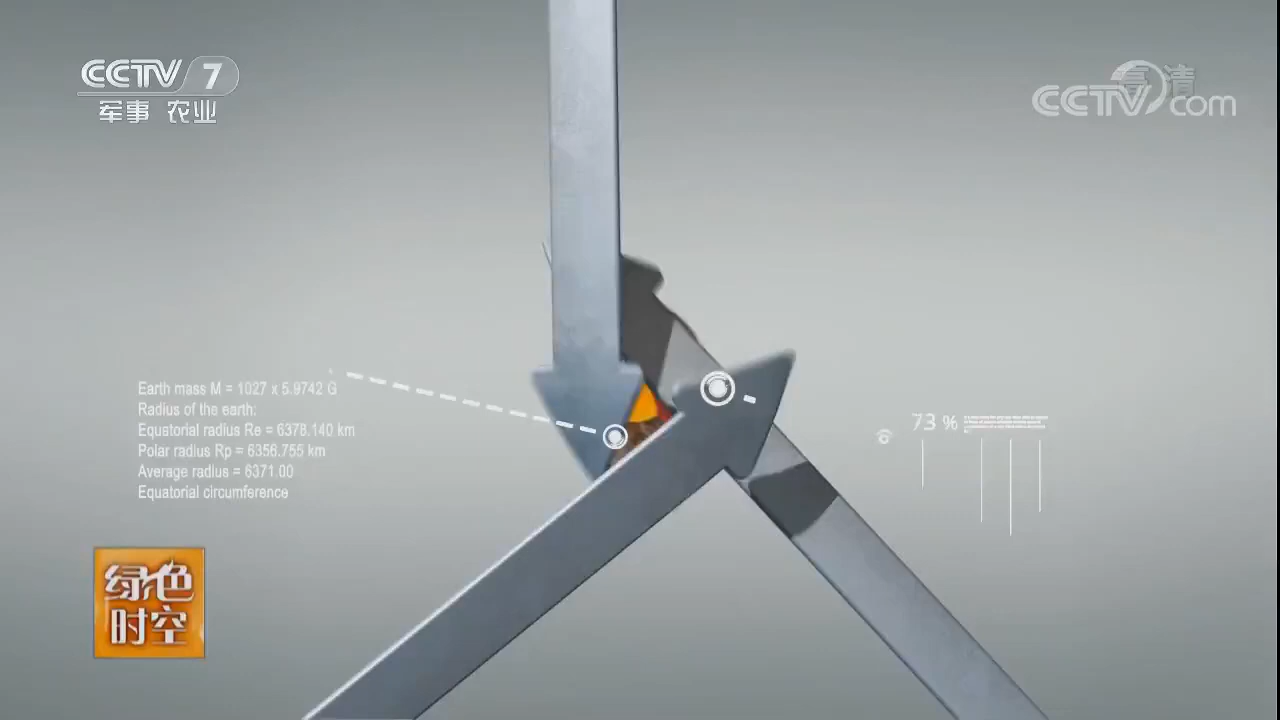 CCTV 7
军事 农业
高清
CCTV.com
Earth mass M = 1027 x 5.9742 G
Radius of the earth:
Equatorial radius Re = 6378.140 km
Polar radius Rp = 6356.755 km
Average radius = 6371.00
Equatorial circumference
73 %
绿色
时空